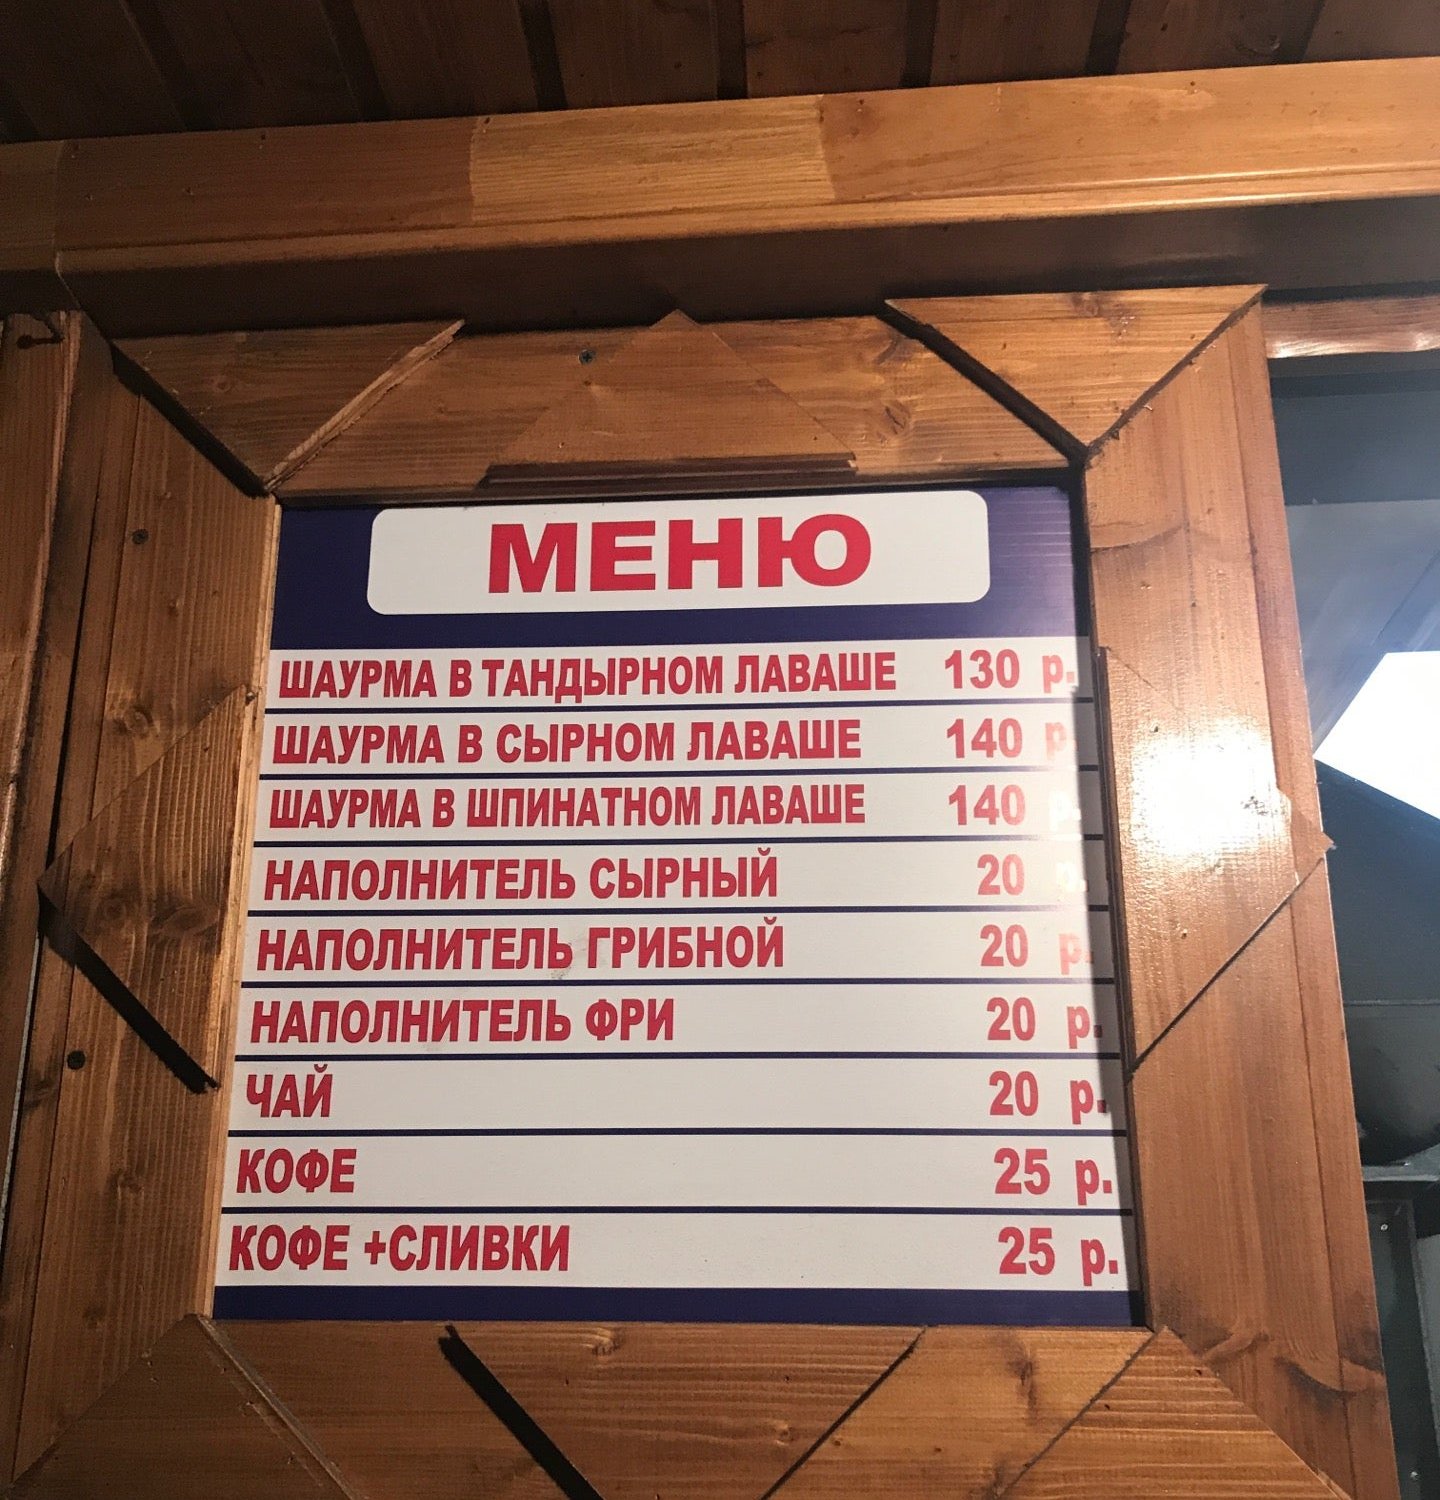 МЕНЮ
ШАУРМА В ТАНДЫРНОМ ЛАВАШЕ 130 р.
ШАУРМА В СЫРНОМ ЛАВАШЕ 140 р.
ШАУРМА В ШПИНАТНОМ ЛАВАШЕ 140 р.
НАПОЛНИТЕЛЬ СЫРНЫЙ 20 р.
НАПОЛНИТЕЛЬ ГРИБНОЙ 20 р.
НАПОЛНИТЕЛЬ ФРИ 20 р.
ЧАЙ 20 р.
КОФЕ 25 р.
КОФЕ +СЛИВКИ 25 р.